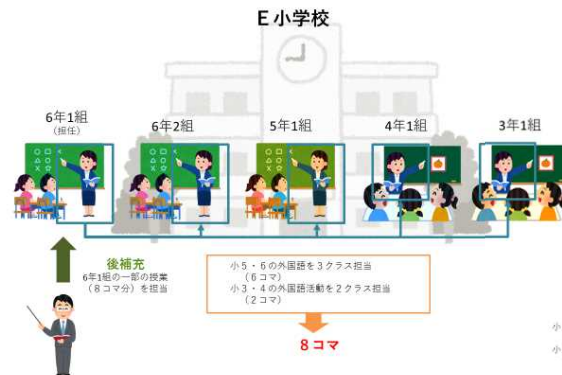 E小学校
6年1組
（担任）
6年2組
5年1組
4年1組
3年1組
後補充
6年1組の一部の授業
（8コマ分）を担当
小5・6の外国語を3クラス担当
（6コマ）
小3・4の外国語活動を2クラス担当
（2コマ）
8コマ
小
小